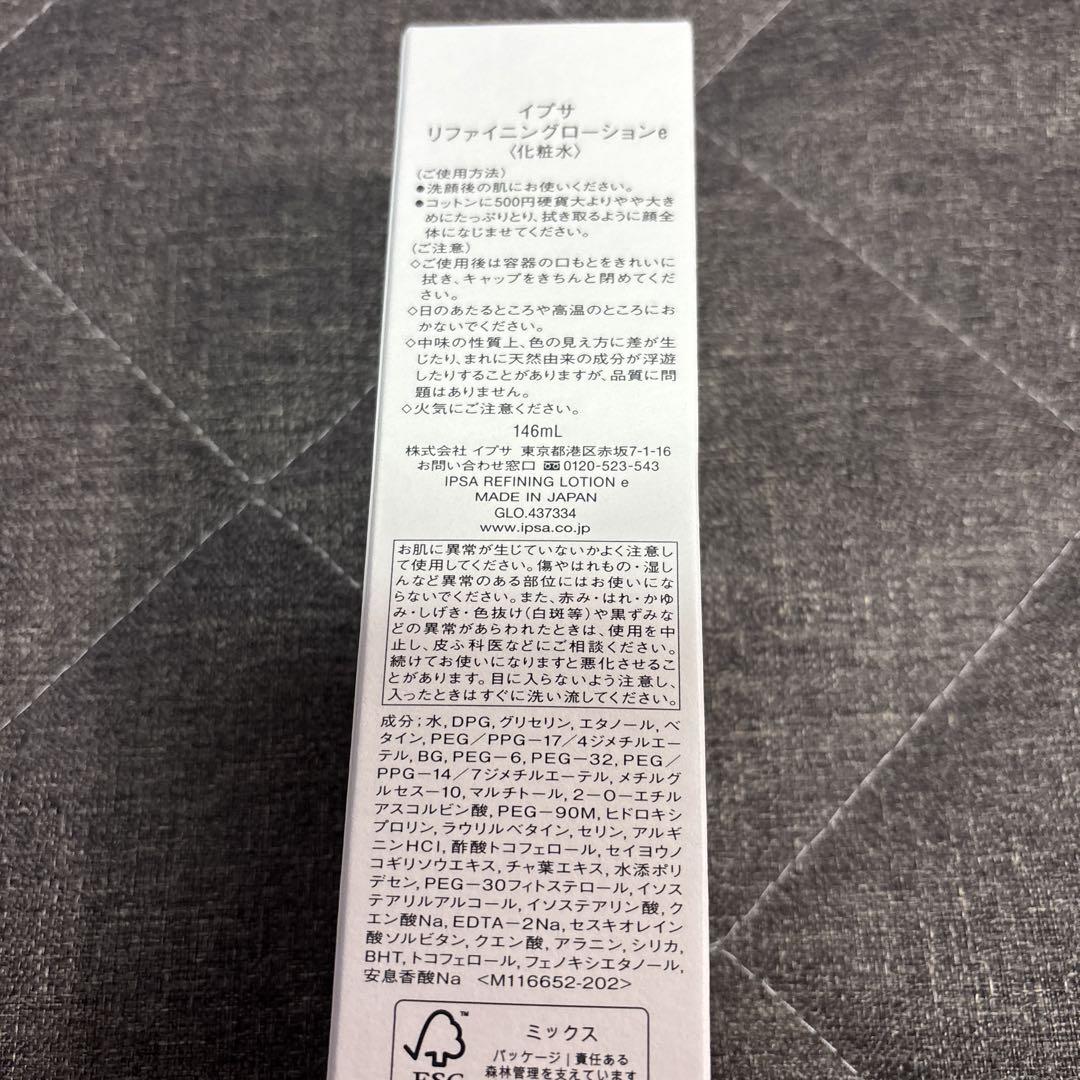 イプサ
リファイニングローションe
〈化粧水〉
〈ご使用方法〉
●洗顔後の肌にお使いください。
●コットンに500円硬貨大よりやや大き
めにたっぷりとり、拭き取るように顔全
体になじませてください。
〈ご注意〉
◇ご使用後は容器の口もとをきれいに
拭き、キャップをきちんと閉めてくだ
さい。
◇日のあたるところや高温のところにお
かないでください。
◇中味の性質上、色の見え方に差が生
じたり、まれに天然由来の成分が浮遊
したりすることがありますが、品質に問
題はありません。
◇火気にご注意ください。
146mL
株式会社 イプサ 東京都港区赤坂7-1-16
お問い合わせ窓口 0120-523-543
IPSA REFINING LOTION e
MADE IN JAPAN
GLO.437334
www.ipsa.co.jp
お肌に異常が生じていないかよく注意し
て使用してください。傷やはれもの・湿し
んなど異常のある部位にはお使いにな
らないでください。また、赤み・はれ・かゆ
み・しげき・色抜け(白斑等)や黒ずみな
どの異常があらわれたときは、使用を中
止し、皮ふ科医などにご相談ください。
続けてお使いになりますと悪化させるこ
とがあります。目に入らないよう注意し、
入ったときはすぐに洗い流してください。
成分;水,DPG,グリセリン,エタノール,ベ
タイン,PEG/PPG-17/4ジメチルエー
テル,BG,PEG-6,PEG-32,PEG/
PPG-14/7ジメチルエーテル,メチルグ
ルセス-10,マルチトール,2-O-エチル
アスコルビン酸,PEG-90M,ヒドロキシ
プロリン,ラウリルベタイン,セリン,アルギ
ニンHCl,酢酸トコフェロール,セイヨウノ
コギリソウエキス,チャ葉エキス,水添ポリ
デセン,PEG-30フィトステロール,イソス
テアリルアルコール,イソステアリン酸,ク
エン酸Na,EDTA-2Na,セスキオレイン
酸ソルビタン,クエン酸,アラニン,シリカ,
BHT,トコフェロール,フェノキシエタノール,
安息香酸Na <M116652-202>
TM
ミックス
パッケージ|責任ある
森林管理を支えています
FSC